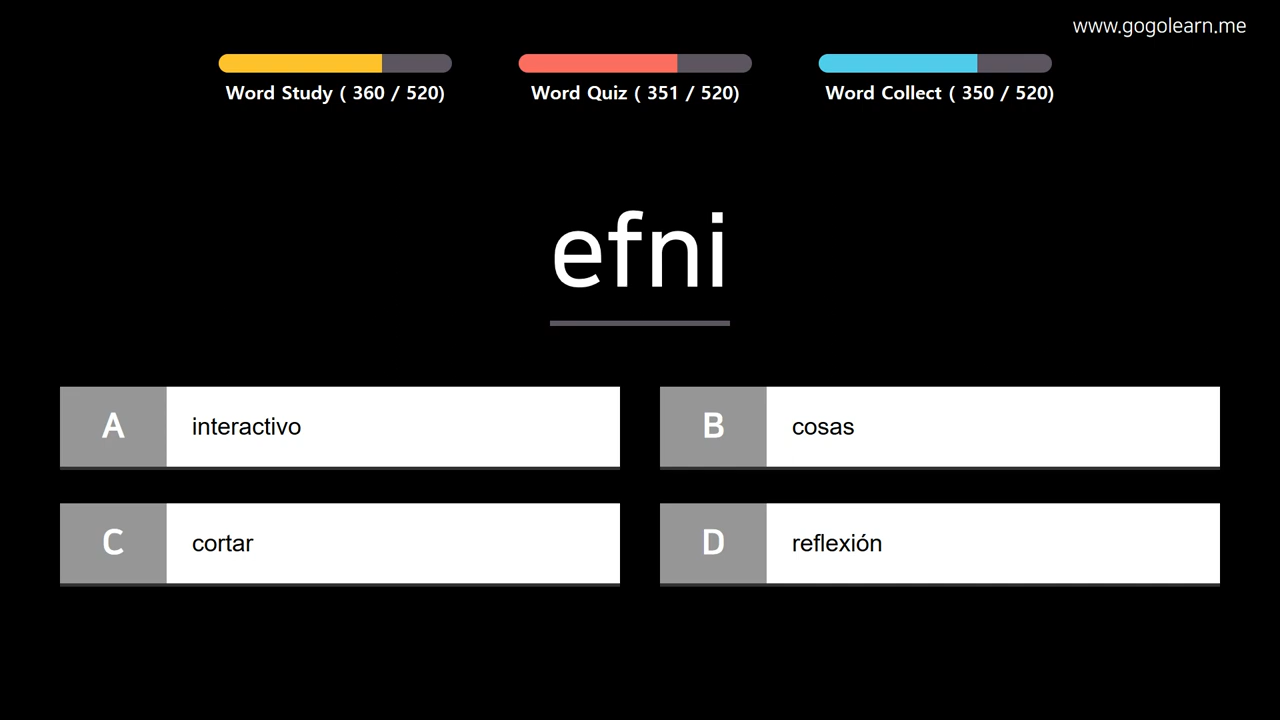 www.gogolearn.me
Word Study ( 360 / 520)
Word Quiz ( 351 / 520)
Word Collect ( 350 / 520)
efni
A interactivo
B cosas
C cortar
D reflexión